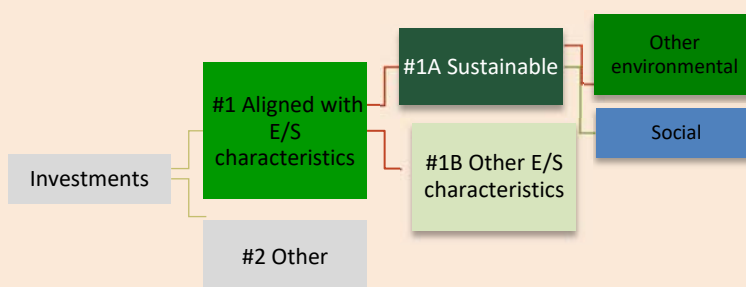 Investments
#1 Aligned with
E/S
characteristics
#2 Other
#1A Sustainable
#1B Other E/S
characteristics
Other
environmental
Social